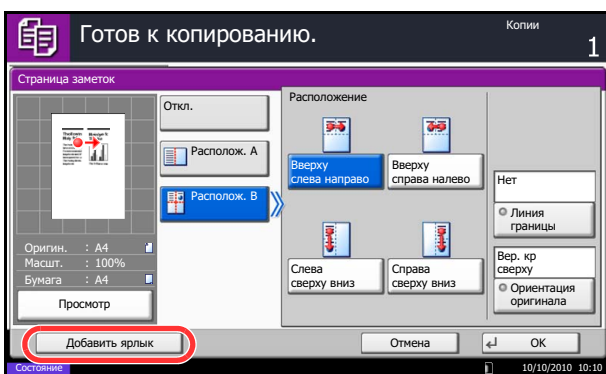 Готов к копированию.
Копии
1
Страница заметок
Откл.
Располож. A
Располож. B
Расположение
Вверху
слева направо
Вверху
справа налево
Слева
сверху вниз
Справа
сверху вниз
Нет
Линия
границы
Вер. кр
сверху
Ориентация
оригинала
Оригин. : A4
Масшт. : 100%
Бумага : A4
Просмотр
Добавить ярлык
Отмена
OK
Состояние
10/10/2010 10:10